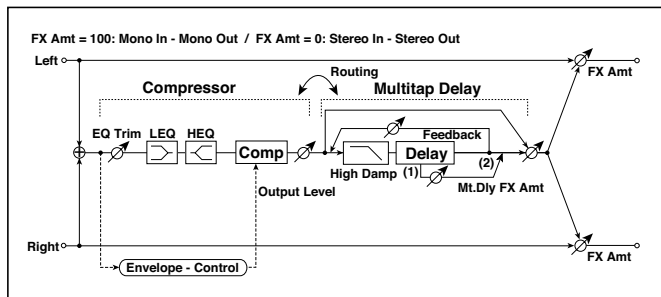 FX Amt = 100: Mono In - Mono Out / FX Amt = 0: Stereo In - Stereo Out
Left
FX Amt
Routing
Compressor
Multitap Delay
EQ Trim
LEQ
HEQ
Feedback
Comp
Delay
(1)
(2)
High Damp
Output Level
Mt.Dly FX Amt
Right
FX Amt
Envelope - Control